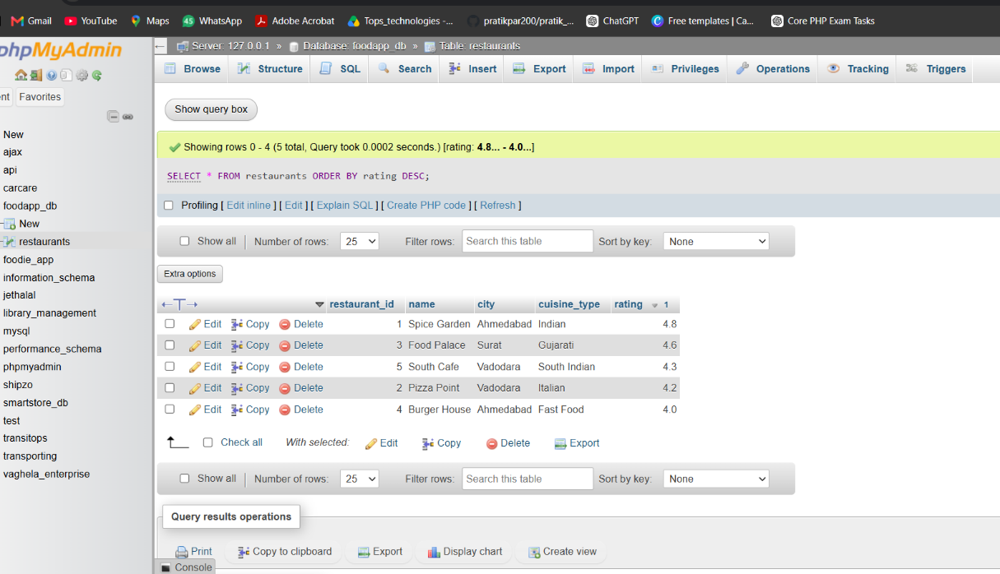 Gmail YouTube Maps WhatsApp Adobe Acrobat Tops_technologies -... pratikpar200/pratik_... ChatGPT Free templates | Ca... Core PHP Exam Tasks
phpMyAdmin
Favorites
New
ajax
api
carcare
foodapp_db
New
restaurants
foodie_app
information_schema
jethalal
library_management
mysql
performance_schema
phpmyadmin
shipzo
smartstore_db
test
transitops
transporting
vaghela_enterprise
Server: 127.0.0.1 » Database: foodapp_db » Table: restaurants
Browse Structure SQL Search Insert Export Import Privileges Operations Tracking Triggers
Show query box
Showing rows 0 - 4 (5 total, Query took 0.0002 seconds.) [rating: 4.8... - 4.0...]
SELECT * FROM restaurants ORDER BY rating DESC;
Profiling [ Edit inline ] [ Edit ] [ Explain SQL ] [ Create PHP code ] [ Refresh ]
Show all Number of rows: 25 Filter rows: Search this table Sort by key: None
Extra options
restaurant_id name city cuisine_type rating 1
Edit Copy Delete 1 Spice Garden Ahmedabad Indian 4.8
Edit Copy Delete 3 Food Palace Surat Gujarati 4.6
Edit Copy Delete 5 South Cafe Vadodara South Indian 4.3
Edit Copy Delete 2 Pizza Point Vadodara Italian 4.2
Edit Copy Delete 4 Burger House Ahmedabad Fast Food 4.0
Check all With selected: Edit Copy Delete Export
Show all Number of rows: 25 Filter rows: Search this table Sort by key: None
Query results operations
Print Copy to clipboard Export Display chart Create view
Console